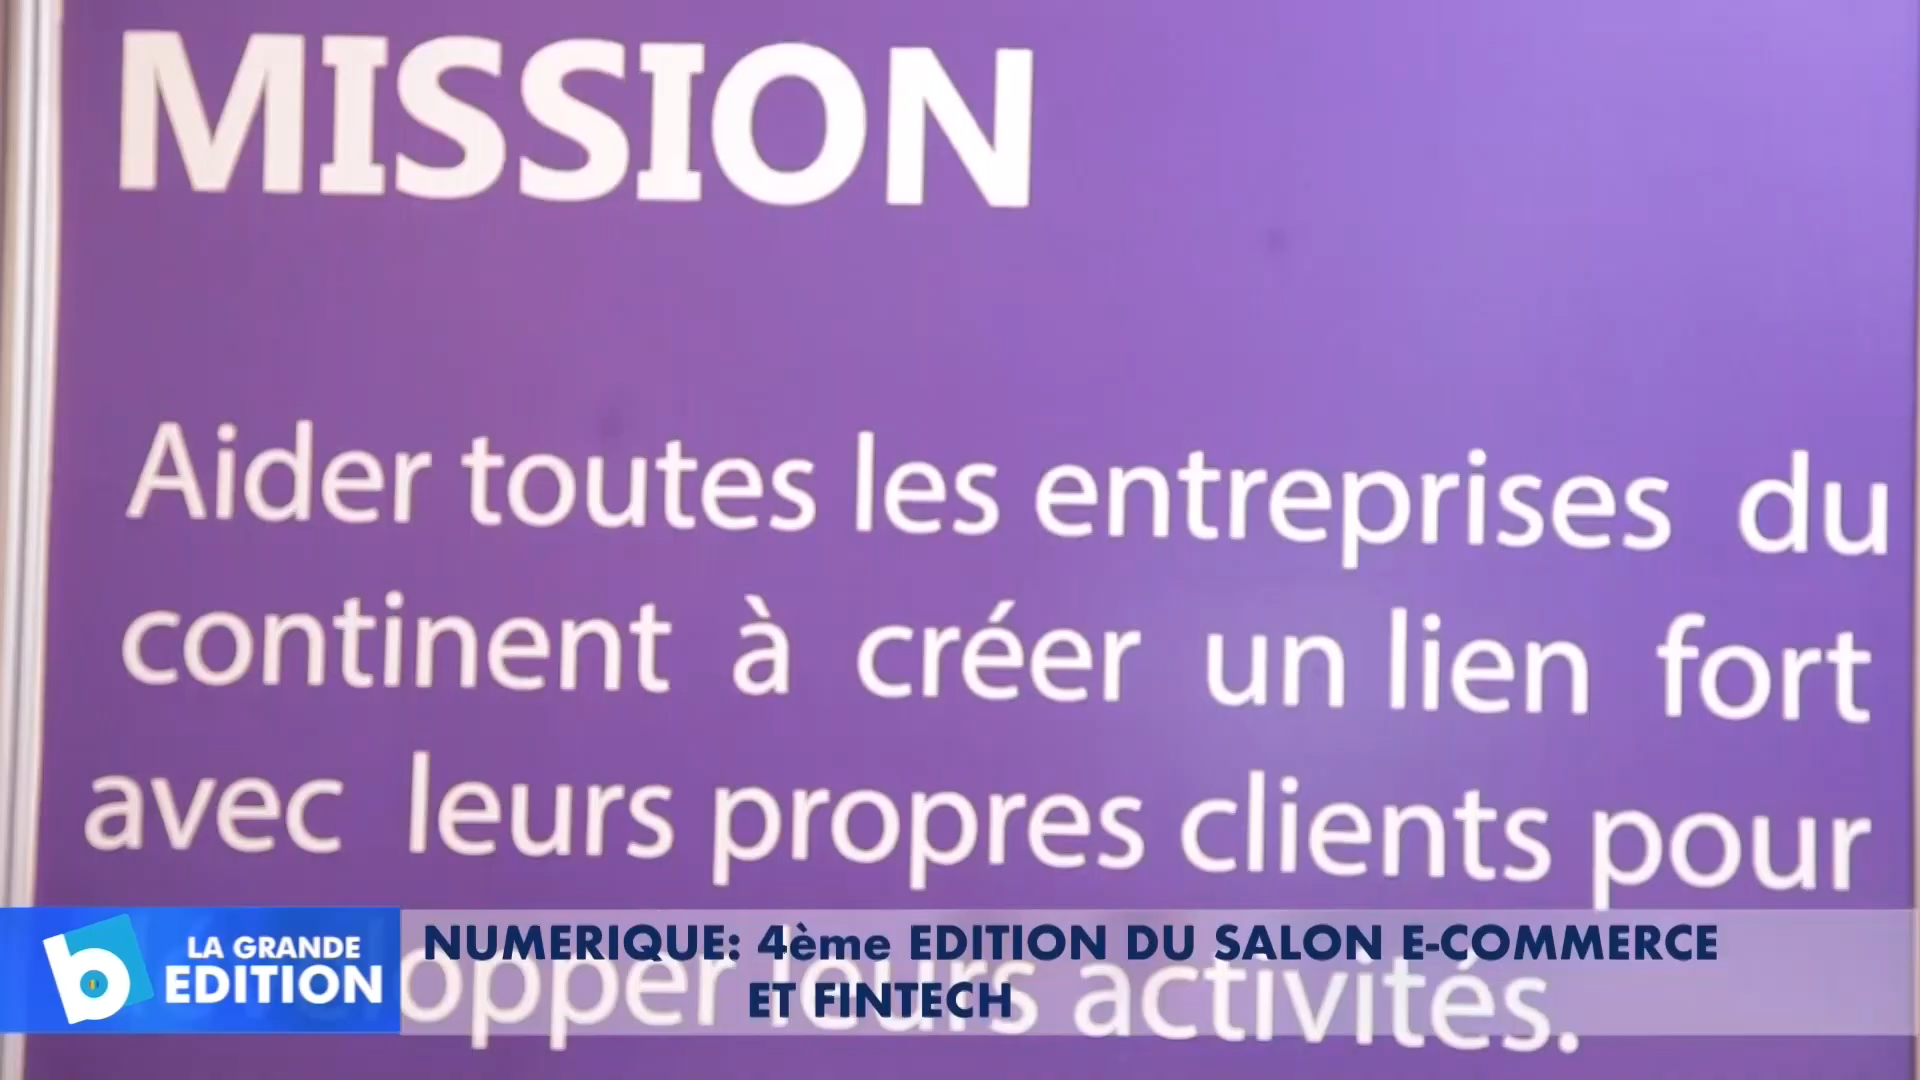 MISSION
Aider toutes les entreprises du
continent à créer un lien fort
avec leurs propres clients pour
leurs activités.
LA GRANDE
EDITION
NUMERIQUE: 4ème EDITION DU SALON E-COMMERCE
ET FINTECH